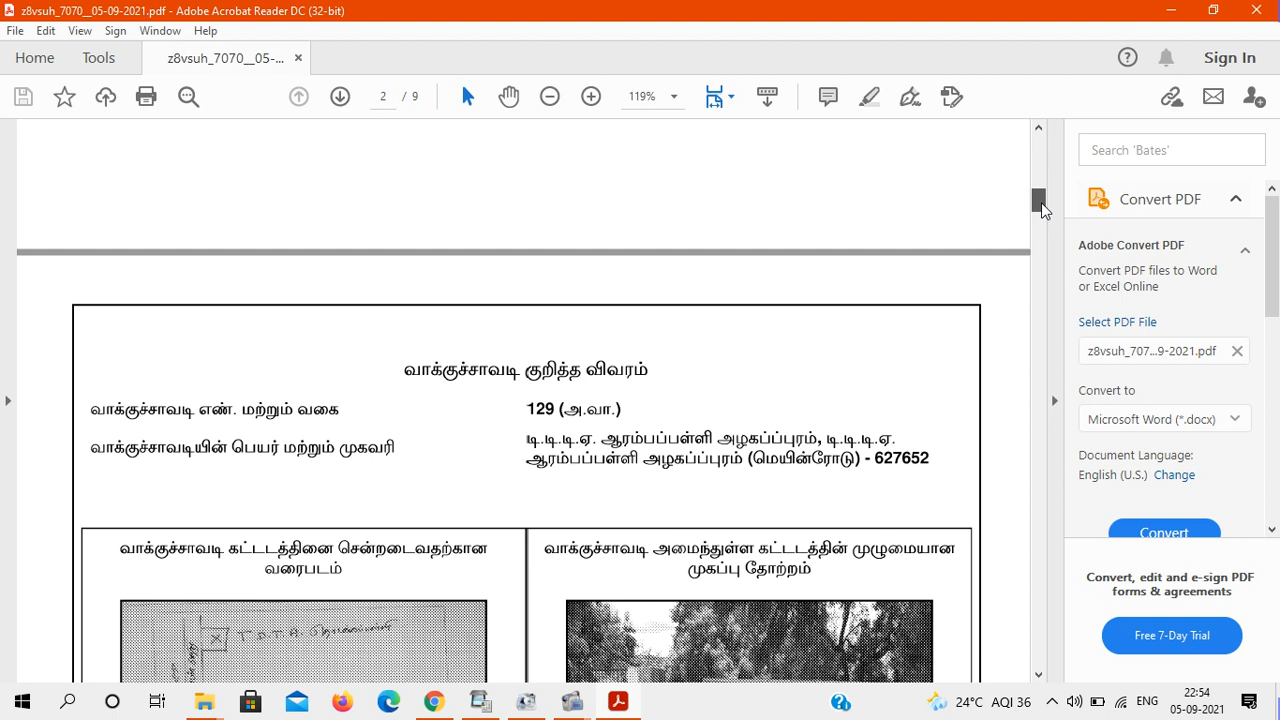 z8vsuh_7070__05-09-2021.pdf - Adobe Acrobat Reader DC (32-bit)
File Edit View Sign Window Help
Home Tools z8vsuh_7070__05-... × Sign In
2 / 9 119%
Search 'Bates'
Convert PDF
Adobe Convert PDF
Convert PDF files to Word
or Excel Online
Select PDF File
z8vsuh_707...9-2021.pdf
Convert to
Microsoft Word (*.docx)
Document Language:
English (U.S.) Change
Convert
Convert, edit and e-sign PDF
forms & agreements
Free 7-Day Trial
வாக்குச்சாவடி குறித்த விவரம்
வாக்குச்சாவடி எண். மற்றும் வகை 129 (அ.வா.)
வாக்குச்சாவடியின் பெயர் மற்றும் முகவரி டி.டி.டி.ஏ. ஆரம்பப்பள்ளி அழகப்பபுரம், டி.டி.டி.ஏ.
ஆரம்பப்பள்ளி அழகப்பபுரம் (மெயின்ரோடு) - 627652
வாக்குச்சாவடி கட்டடத்தினை சென்றடைவதற்கான
வரைபடம்
வாக்குச்சாவடி அமைந்துள்ள கட்டடத்தின் முழுமையான
முகப்பு தோற்றம்
T.D.T.A.
24°C AQI 36 ENG 22:54
05-09-2021